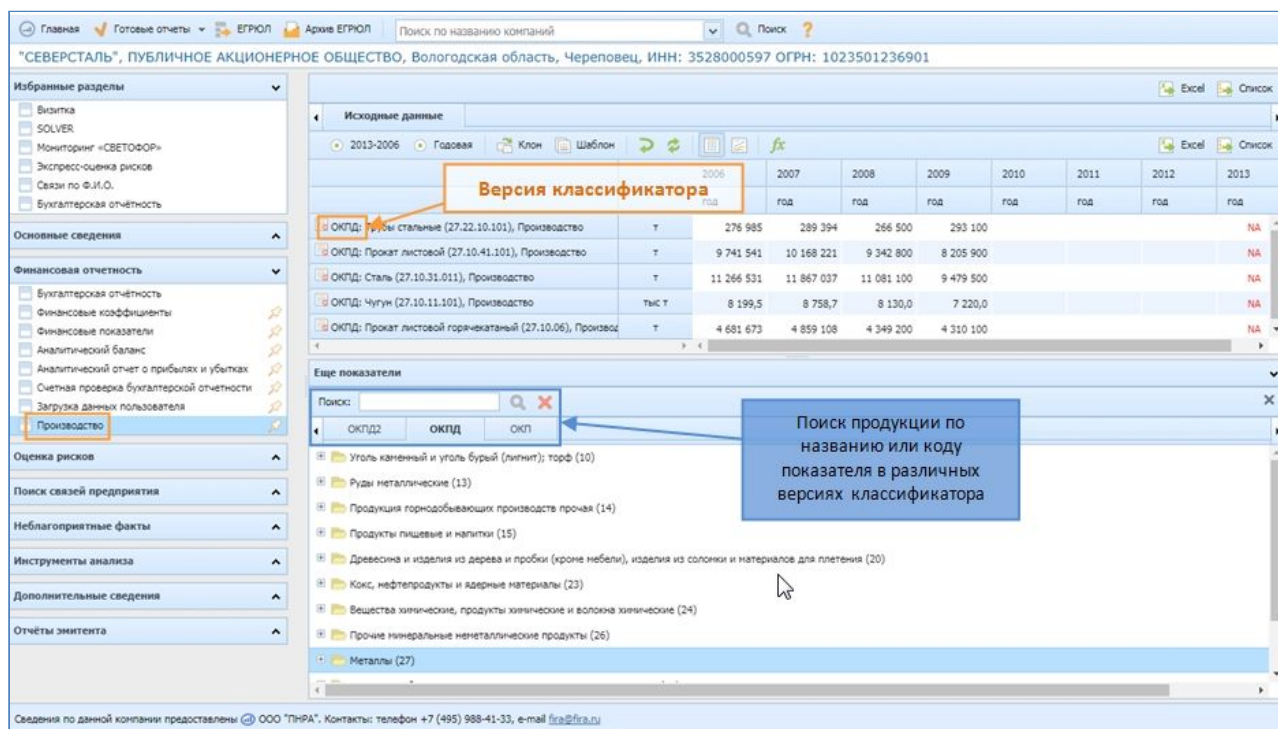 Главная Готовые отчеты ЕГРЮЛ Архив ЕГРЮЛ Поиск по названию компаний Поиск
"СЕВЕРСТАЛЬ", ПУБЛИЧНОЕ АКЦИОНЕРНОЕ ОБЩЕСТВО, Вологодская область, Череповец, ИНН: 3528000597 ОГРН: 1023501236901
Избранные разделы
Визитка
SOLVER
Мониторинг «СВЕТОФОР»
Экспресс-оценка рисков
Связи по Ф.И.О.
Бухгалтерская отчётность
Основные сведения
Финансовая отчетность
Бухгалтерская отчётность
Финансовые коэффициенты
Финансовые показатели
Аналитический баланс
Аналитический отчет о прибылях и убытках
Счетная проверка бухгалтерской отчетности
Загрузка данных пользователя
Производство
Оценка рисков
Поиск связей предприятия
Неблагоприятные факты
Инструменты анализа
Дополнительные сведения
Отчёты эмитента
Excel Список
Исходные данные
2013-2006 Годовая Клон Шаблон fx Excel Список
2006 2007 2008 2009 2010 2011 2012 2013
год год год год год год год год
Версия классификатора
ОКПД: Трубы стальные (27.22.10.101), Производство т 276 985 289 394 266 500 293 100 NA
ОКПД: Прокат листовой (27.10.41.101), Производство т 9 741 541 10 168 221 9 342 800 8 205 900 NA
ОКПД: Сталь (27.10.31.011), Производство т 11 266 531 11 867 037 11 081 100 9 479 500 NA
ОКПД: Чугун (27.10.11.101), Производство тыс т 8 199,5 8 758,7 8 130,0 7 220,0 NA
ОКПД: Прокат листовой горячекатаный (27.10.06), Производ т 4 681 673 4 859 108 4 349 200 4 310 100 NA
Еще показатели
Поиск:
ОКПД2 ОКПД ОКП
Поиск продукции по
названию или коду
показателя в различных
версиях классификатора
Уголь каменный и уголь бурый (лигнит); торф (10)
Руды металлические (13)
Продукция горнодобывающих производств прочая (14)
Продукты пищевые и напитки (15)
Древесина и изделия из дерева и пробки (кроме мебели), изделия из соломки и материалов для плетения (20)
Кокс, нефтепродукты и ядерные материалы (23)
Вещества химические, продукты химические и волокна химические (24)
Прочие минеральные неметаллические продукты (26)
Металлы (27)
Сведения по данной компании предоставлены ООО "ПНРА". Контакты: телефон +7 (495) 988-41-33, e-mail fira@fira.ru